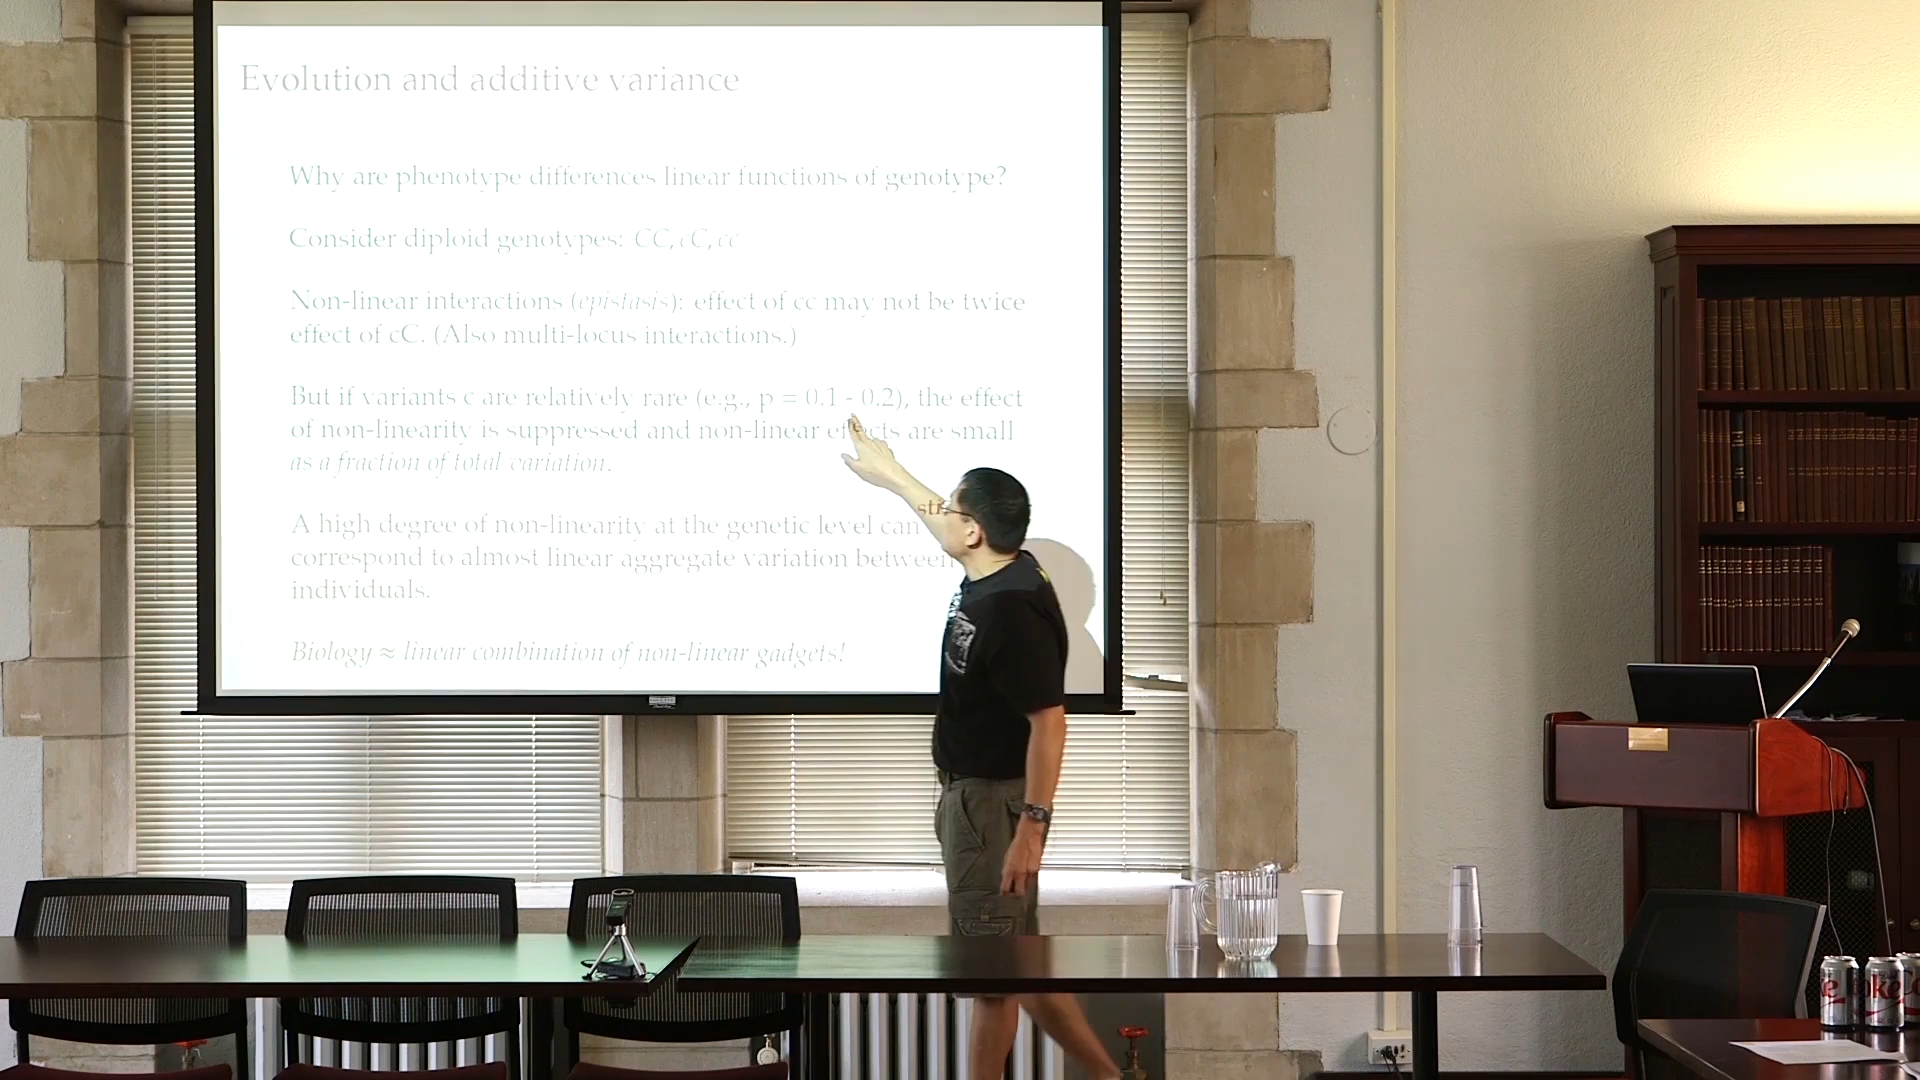 Evolution and additive variance
Why are phenotype differences linear functions of genotype?
Consider diploid genotypes: CC, cC, cc
Non-linear interactions (epistasis): effect of cc may not be twice
effect of cC. (Also multi-locus interactions.)
But if variants c are relatively rare (e.g., p = 0.1 - 0.2), the effect
of non-linearity is suppressed and non-linear effects are small
as a fraction of total variation.
A high degree of non-linearity at the genetic level can
correspond to almost linear aggregate variation between
individuals.
Biology ≈ linear combination of non-linear gadgets!